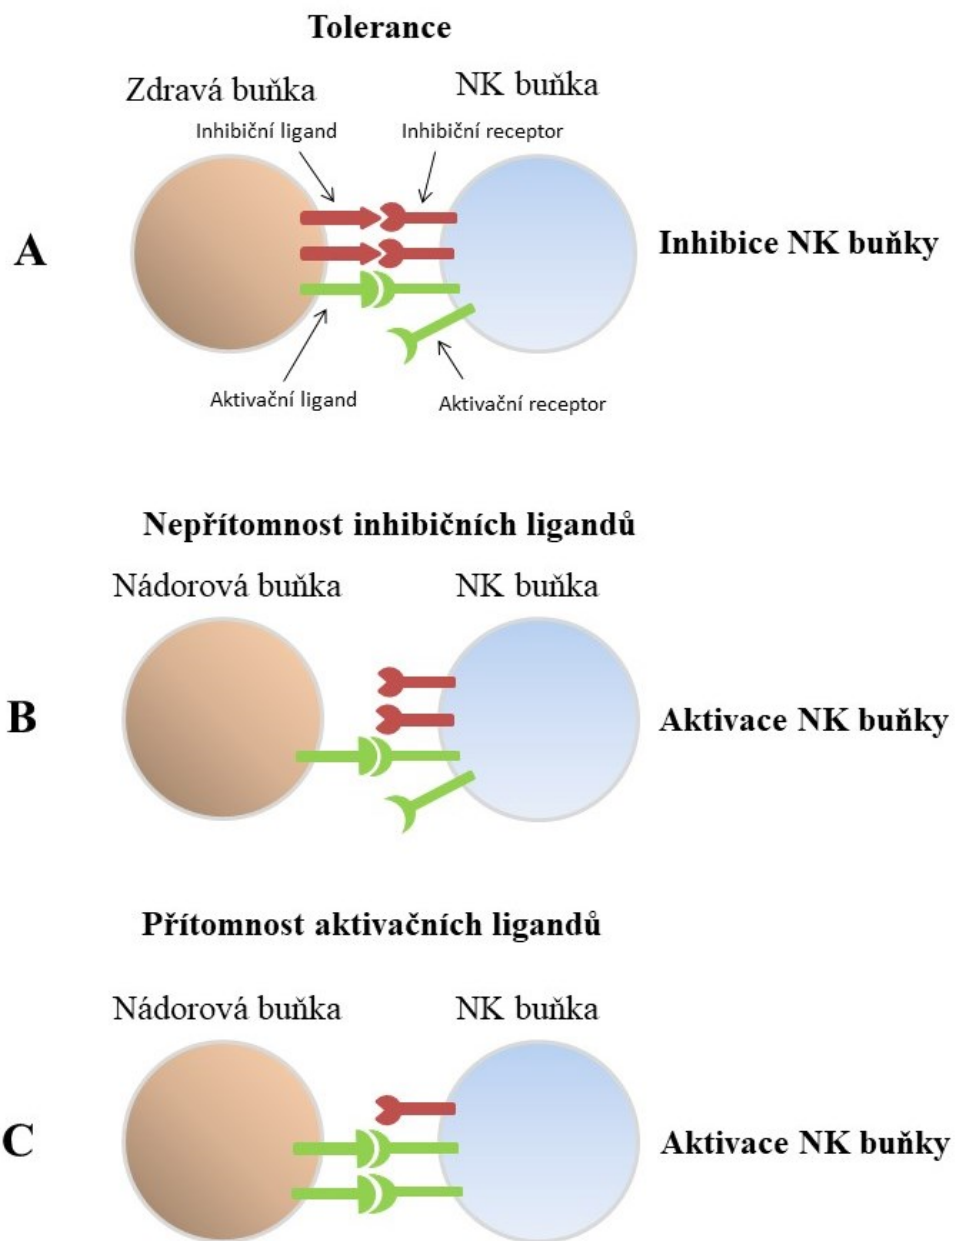 Tolerance
Zdravá buňka
NK buňka
Inhibiční ligand
Inhibiční receptor
A
Inhibice NK buňky
Aktivační ligand
Aktivační receptor
Nepřítomnost inhibičních ligandů
Nádorová buňka
NK buňka
B
Aktivace NK buňky
Přítomnost aktivačních ligandů
Nádorová buňka
NK buňka
C
Aktivace NK buňky